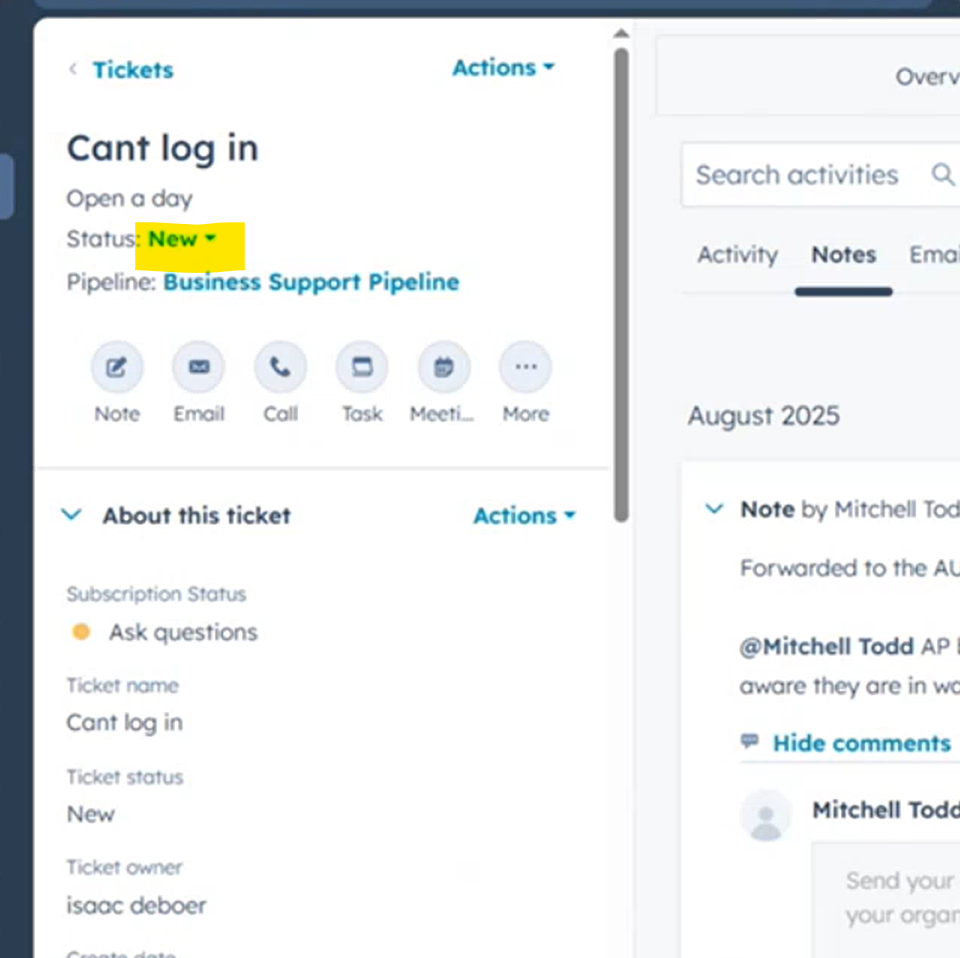 Tickets
Actions
Cant log in
Open a day
Status: New
Pipeline: Business Support Pipeline
Note
Email
Call
Task
Meeti...
More
About this ticket
Actions
Subscription Status
Ask questions
Ticket name
Cant log in
Ticket status
New
Ticket owner
isaac deboer
Create date
Overv
Search activities
Activity
Notes
Emai
August 2025
Note by Mitchell Tod
Forwarded to the AU
@Mitchell Todd AP
aware they are in wo
Hide comments
Mitchell Todd
Send your
your organ